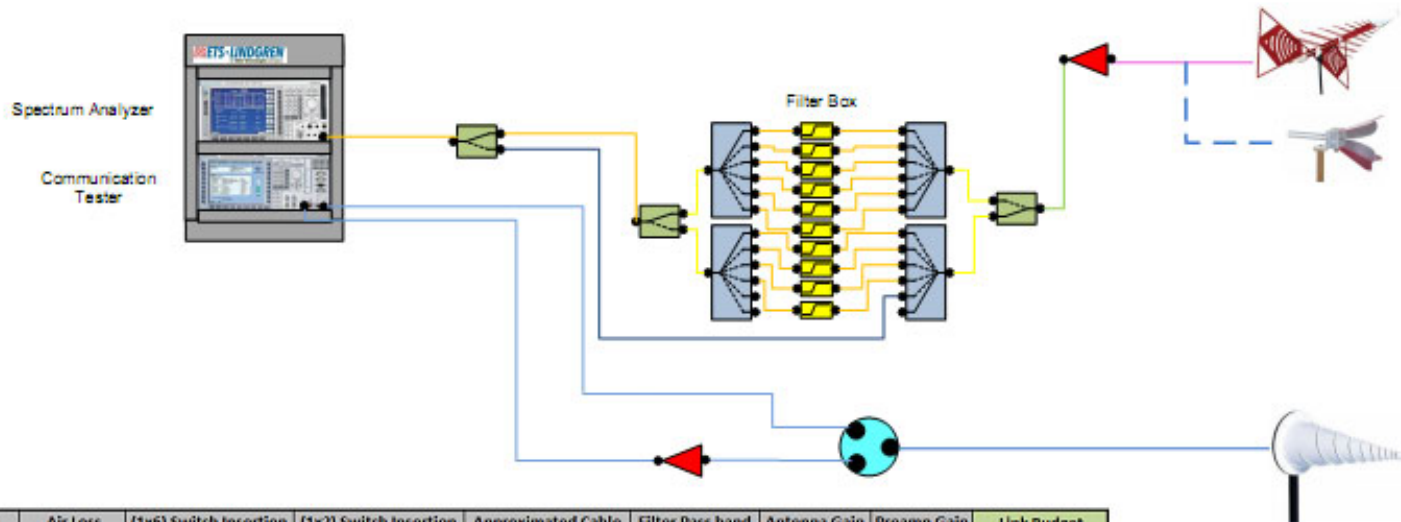 ETS-LINDGREN
Spectrum Analyzer
Filter Box
Communication
Tester
Air Loss (1x6) Switch Insertion (1x2) Switch Insertion Approximated Cable Filter Pass band Antenna Gain Preamp Gain Link Budget